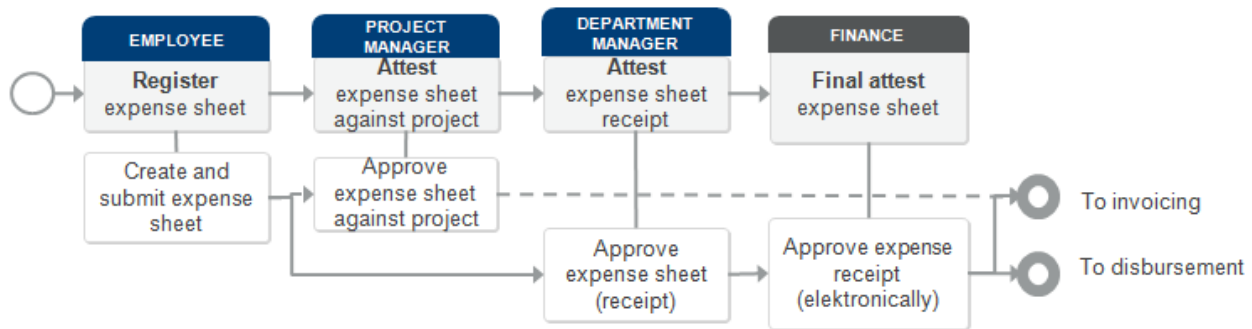 EMPLOYEE
Register
expense sheet
PROJECT
MANAGER
Attest
expense sheet
against project
DEPARTMENT
MANAGER
Attest
expense sheet
receipt
FINANCE
Final attest
expense sheet
Create and
submit expense
sheet
Approve
expense sheet
against project
Approve
expense sheet
(receipt)
Approve expense
receipt
(elektronically)
To invoicing
To disbursement